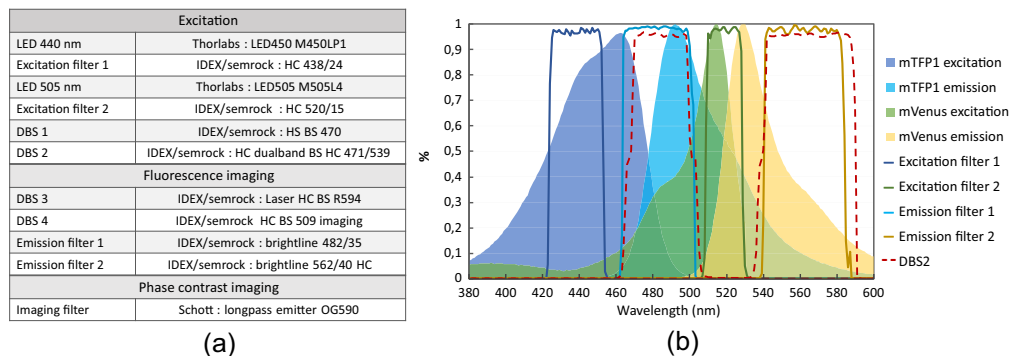 Excitation
LED 440 nm Thorlabs : LED450 M450LP1
Excitation filter 1 IDEX/semrock : HC 438/24
LED 505 nm Thorlabs : LED505 M505L4
Excitation filter 2 IDEX/semrock : HC 520/15
DBS 1 IDEX/semrock : HS BS 470
DBS 2 IDEX/semrock : HC dualband BS HC 471/539
Fluorescence imaging
DBS 3 IDEX/semrock : Laser HC BS R594
DBS 4 IDEX/semrock HC BS 509 imaging
Emission filter 1 IDEX/semrock : brightline 482/35
Emission filter 2 IDEX/semrock : brightline 562/40 HC
Phase contrast imaging
Imaging filter Schott : longpass emitter OG590
(a)
%
1
0,9
0,8
0,7
0,6
0,5
0,4
0,3
0,2
0,1
0
380 400 420 440 460 480 500 520 540 560 580 600
Wavelength (nm)
mTFP1 excitation
mTFP1 emission
mVenus excitation
mVenus emission
Excitation filter 1
Excitation filter 2
Emission filter 1
Emission filter 2
DBS2
(b)